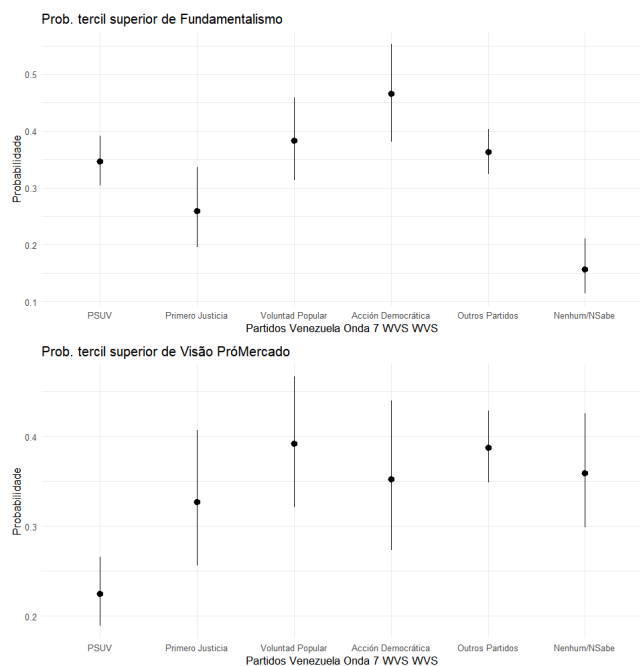 Prob. tercil superior de Fundamentalismo
Probabilidade
0.5
0.4
0.3
0.2
0.1
PSUV Primero Justicia Voluntad Popular Acción Democrática Outros Partidos Nenhum/NSabe
Partidos Venezuela Onda 7 WVS WVS
Prob. tercil superior de Visão PróMercado
Probabilidade
0.4
0.3
0.2
PSUV Primero Justicia Voluntad Popular Acción Democrática Outros Partidos Nenhum/NSabe
Partidos Venezuela Onda 7 WVS WVS